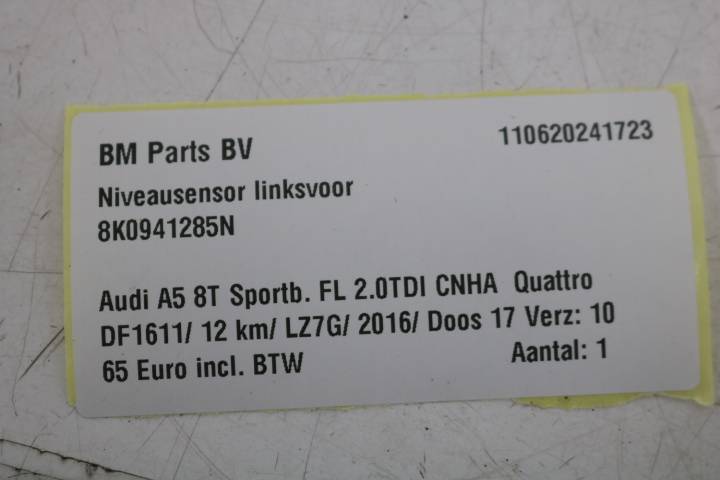 BM Parts BV 110620241723
Niveausensor linksvoor
8K0941285N
Audi A5 8T Sportb. FL 2.0TDI CNHA Quattro
DF1611/ 12 km/ LZ7G/ 2016/ Doos 17 Verz: 10
65 Euro incl. BTW Aantal: 1